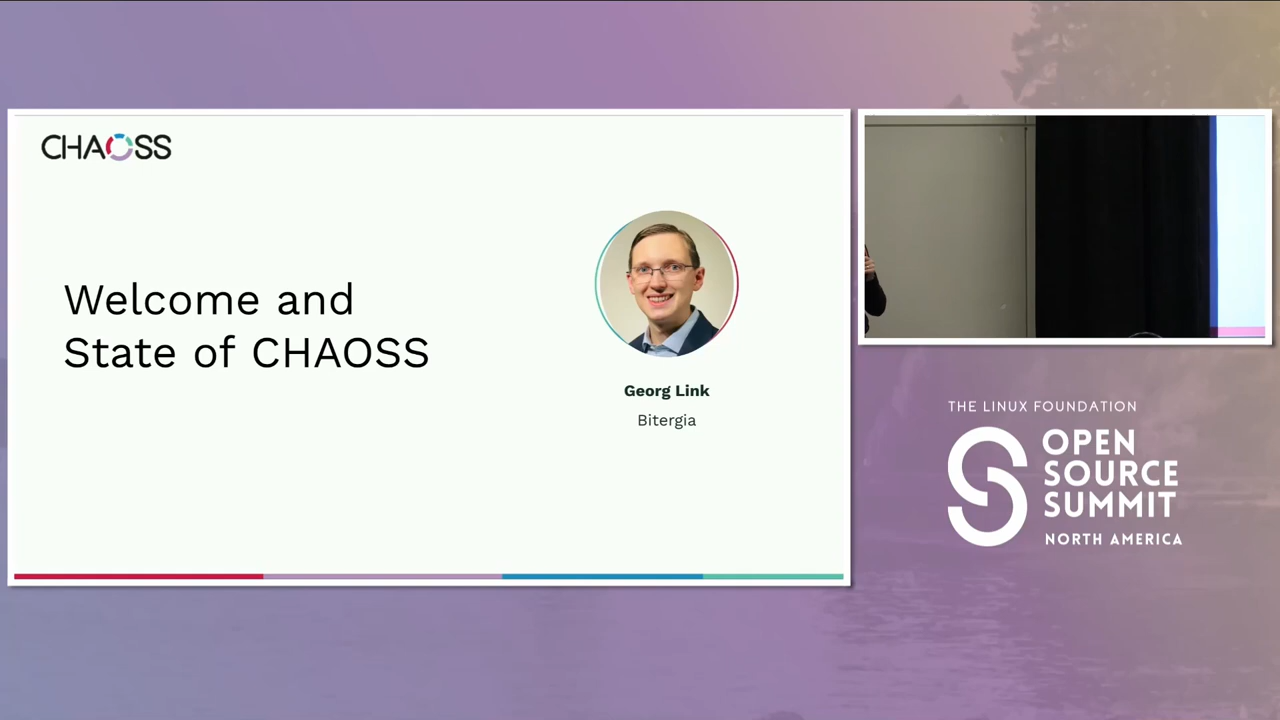 CHAOSS
Welcome and
State of CHAOSS
Georg Link
Bitergia
THE LINUX FOUNDATION
OPEN
SOURCE
SUMMIT
NORTH AMERICA